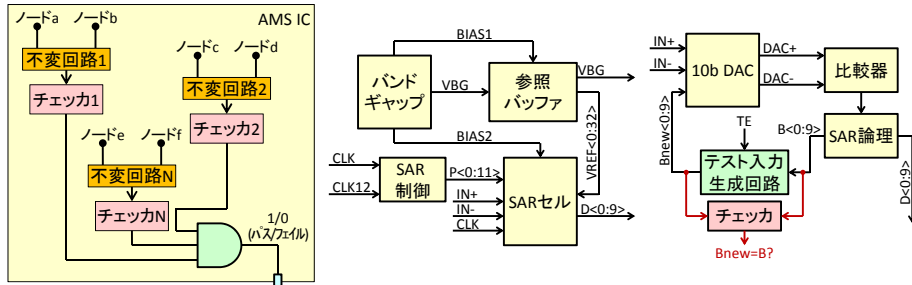 AMS IC
ノードa
ノードb
不変回路1
チェッカ1
ノードc
ノードd
不変回路2
チェッカ2
ノードe
ノードf
不変回路N
チェッカN
1/0
(パス/フェイル)
BIAS1
バンド
ギャップ
VBG
参照
バッファ
VBG
BIAS2
VREF<0:32>
CLK
CLK12
SAR
制御
P<0:11>
IN+
IN-
CLK
SARセル
D<0:9>
IN+
IN-
10b DAC
DAC+
DAC-
比較器
Bnew<0:9>
TE
B<0:9>
SAR論理
テスト入力
生成回路
チェッカ
D<0:9>
Bnew=B?